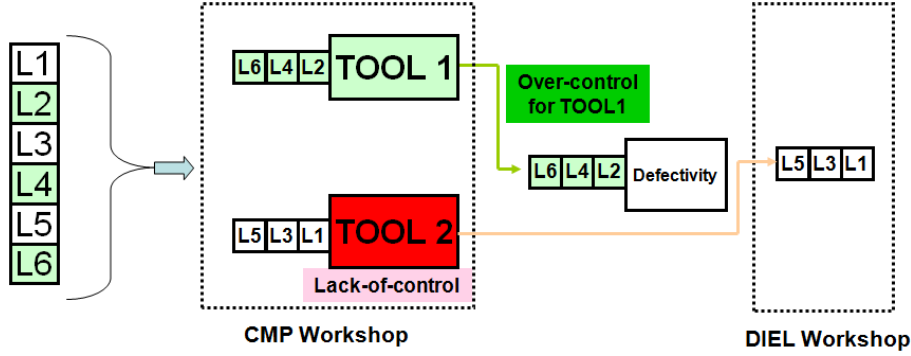 L1
L2
L3
L4
L5
L6
L6 L4 L2 TOOL 1
L5 L3 L1 TOOL 2
Lack-of-control
CMP Workshop
Over-control
for TOOL1
L6 L4 L2 Defectivity
L5 L3 L1
DIEL Workshop